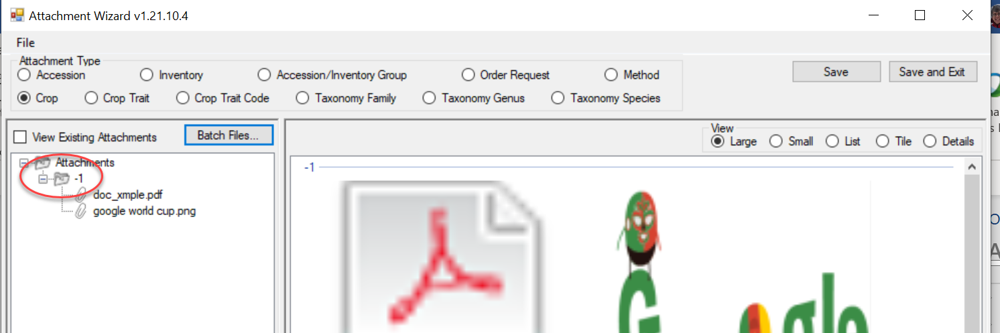 Attachment Wizard v1.21.10.4
File
Attachment Type
Accession Inventory Accession/Inventory Group Order Request Method
Crop Crop Trait Crop Trait Code Taxonomy Family Taxonomy Genus Taxonomy Species
Save Save and Exit
View Existing Attachments Batch Files...
View
Large Small List Tile Details
Attachments
-1
doc_xmple.pdf
google world cup.png
-1
G gle